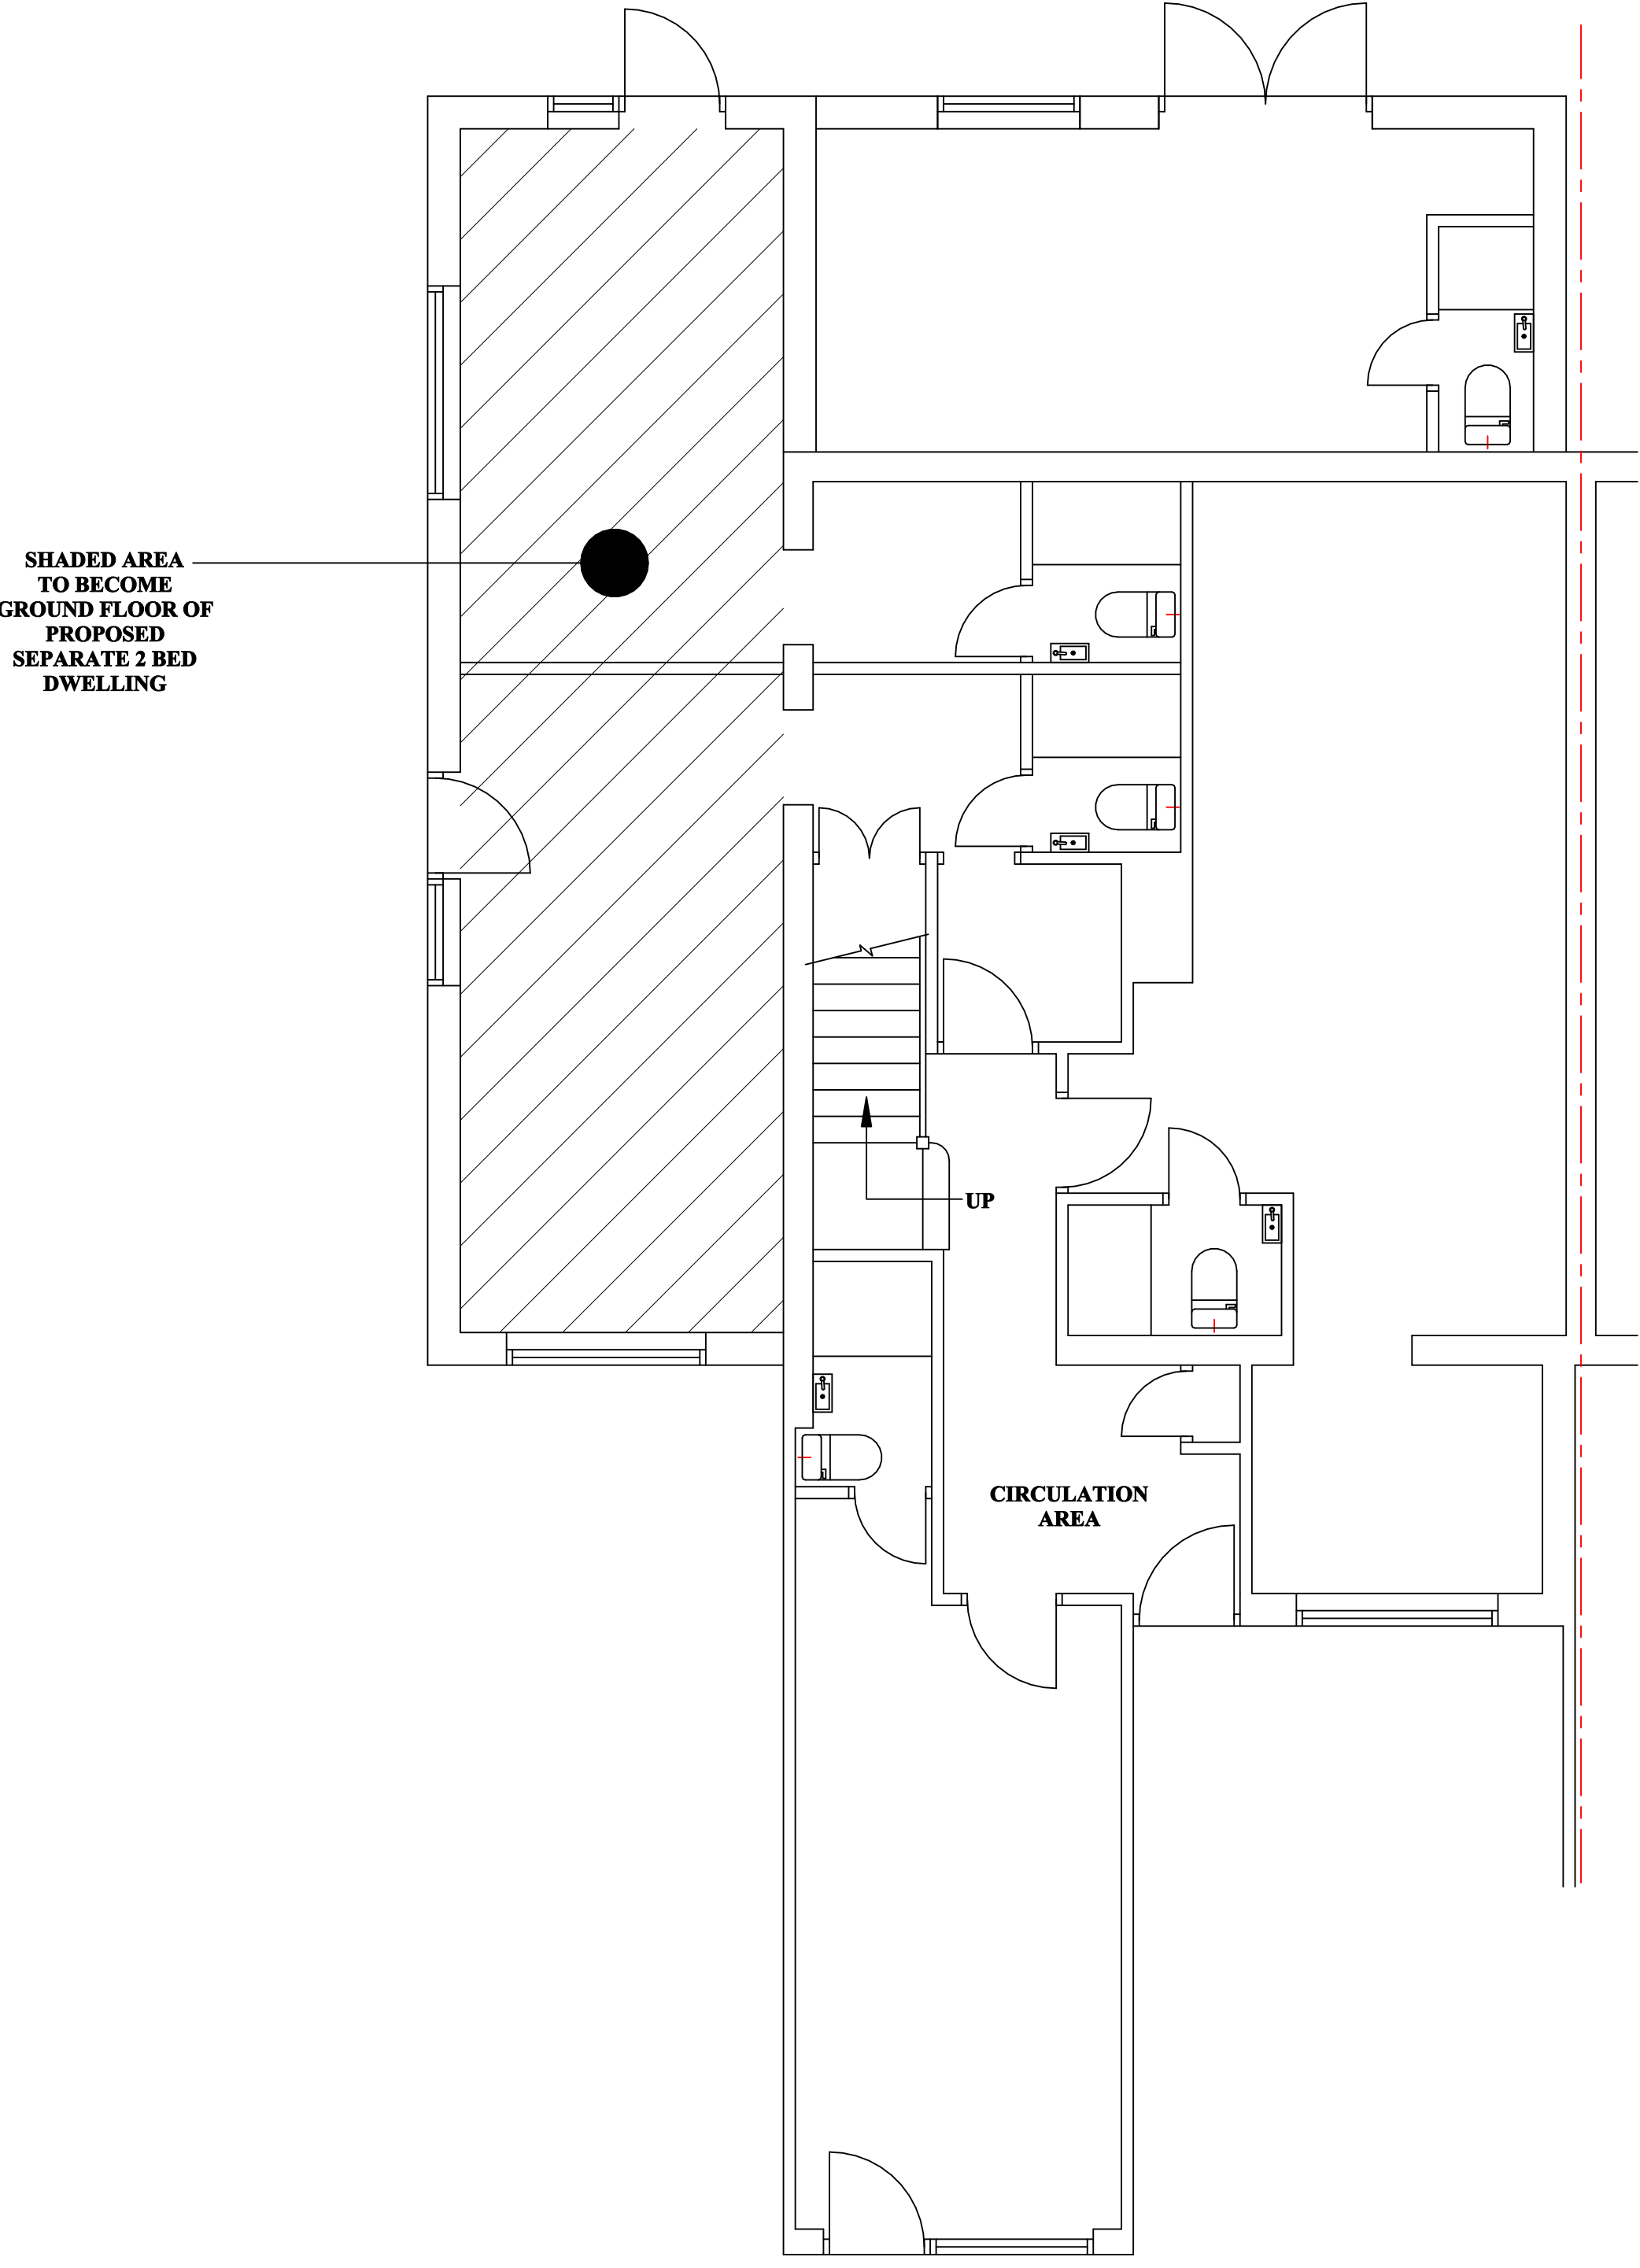 SHADED AREA
TO BECOME
GROUND FLOOR OF
PROPOSED
SEPARATE 2 BED
DWELLING
UP
CIRCULATION
AREA